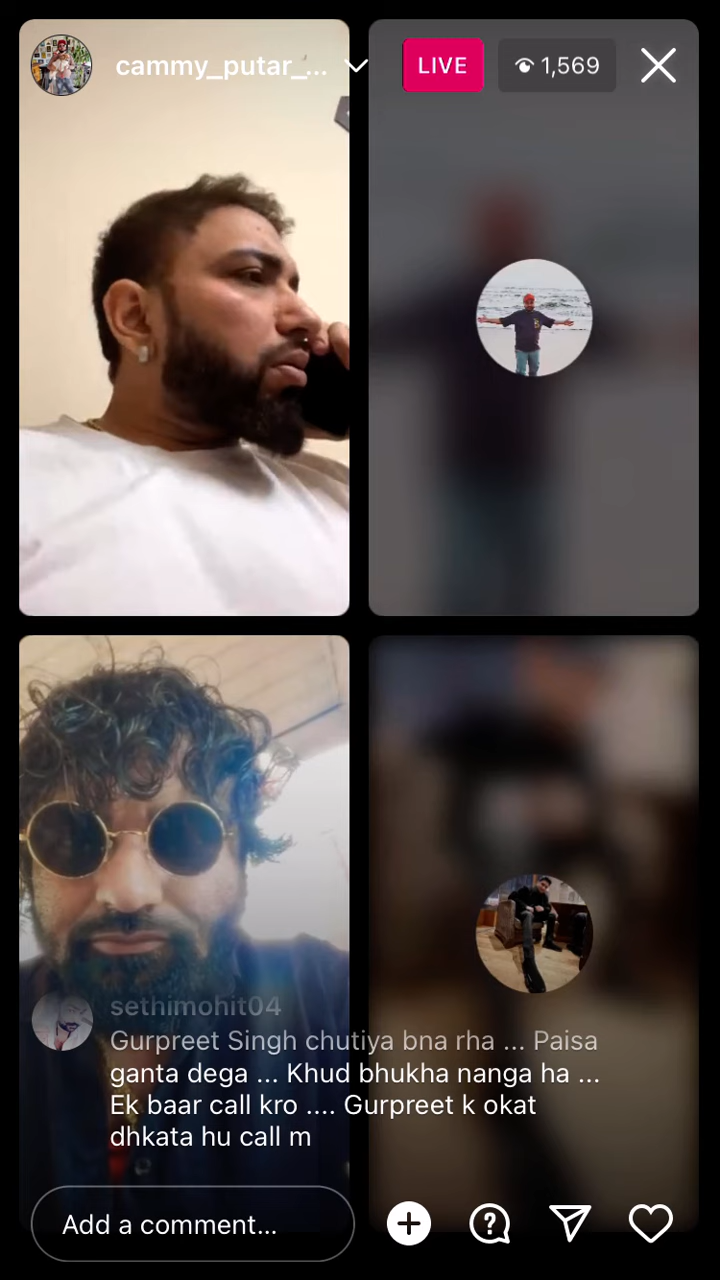 cammy_putar_...
LIVE
1,569
sethimohit04
Gurpreet Singh chutiya bna rha ... Paisa
ganta dega ... Khud bhukha nanga ha ...
Ek baar call kro .... Gurpreet k okat
dhkata hu call m
Add a comment...